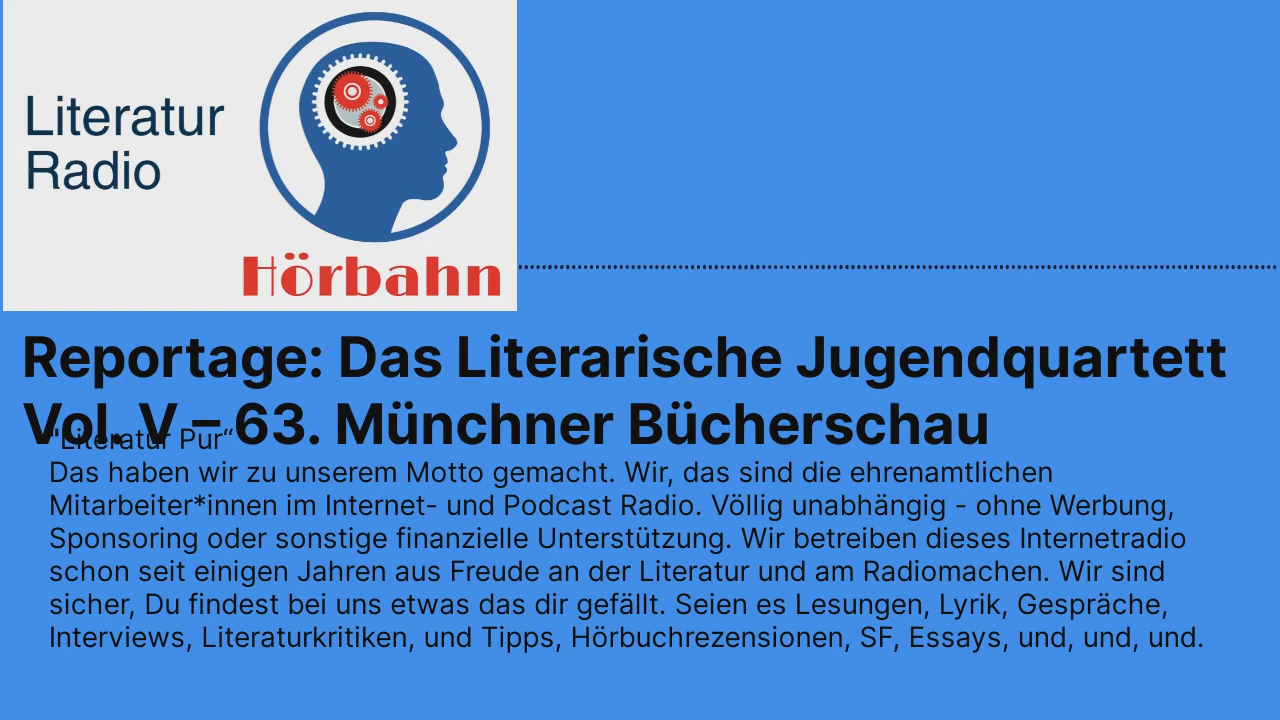 Literatur
Radio
Hörbahn
Reportage: Das Literarische Jugendquartett
Vol. V – 63. Münchner Bücherschau
"Literatur Pur“
Das haben wir zu unserem Motto gemacht. Wir, das sind die ehrenamtlichen
Mitarbeiter*innen im Internet- und Podcast Radio. Völlig unabhängig - ohne Werbung,
Sponsoring oder sonstige finanzielle Unterstützung. Wir betreiben dieses Internetradio
schon seit einigen Jahren aus Freude an der Literatur und am Radiomachen. Wir sind
sicher, Du findest bei uns etwas das dir gefällt. Seien es Lesungen, Lyrik, Gespräche,
Interviews, Literaturkritiken, und Tipps, Hörbuchrezensionen, SF, Essays, und, und, und.